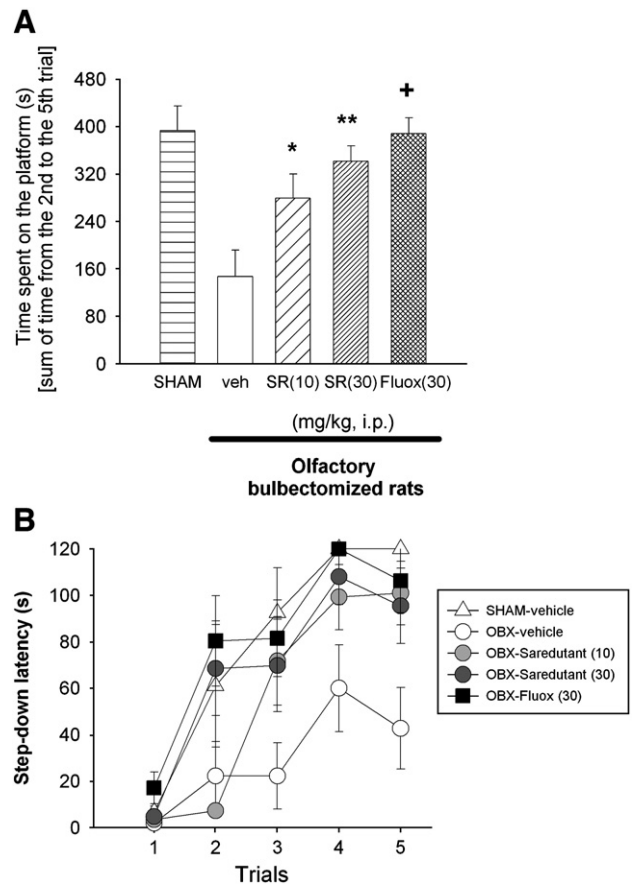 A
Time spent on the platform (s)
[sum of time from the 2nd to the 5th trial]
480
400
320
240
160
80
0
*
**
+
SHAM veh SR(10) SR(30) Fluox(30)
(mg/kg, i.p.)
Olfactory
bulbectomized rats
B
Step-down latency (s)
120
100
80
60
40
20
0
1 2 3 4 5
Trials
SHAM-vehicle
OBX-vehicle
OBX-Saredutant (10)
OBX-Saredutant (30)
OBX-Fluox (30)